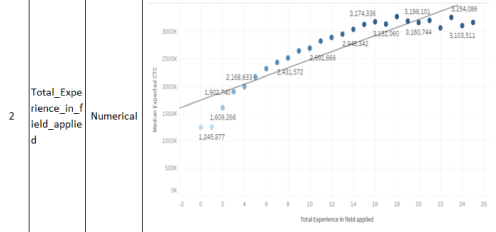 2
Total_Expe
rience_in_f
ield_applie
d
Numerical
Median Expected CTC
3000K
2500K
2000K
1500K
1000K
500K
0K
1,245,877
1,609,266
1,902,740
2,168,633
2,431,572
2,691,666
2,948,342
3,174,336
3,132,060
3,199,101
3,160,744
3,254,086
3,103,511
-2 0 2 4 6 8 10 12 14 16 18 20 22 24 26
Total Experience in field applied